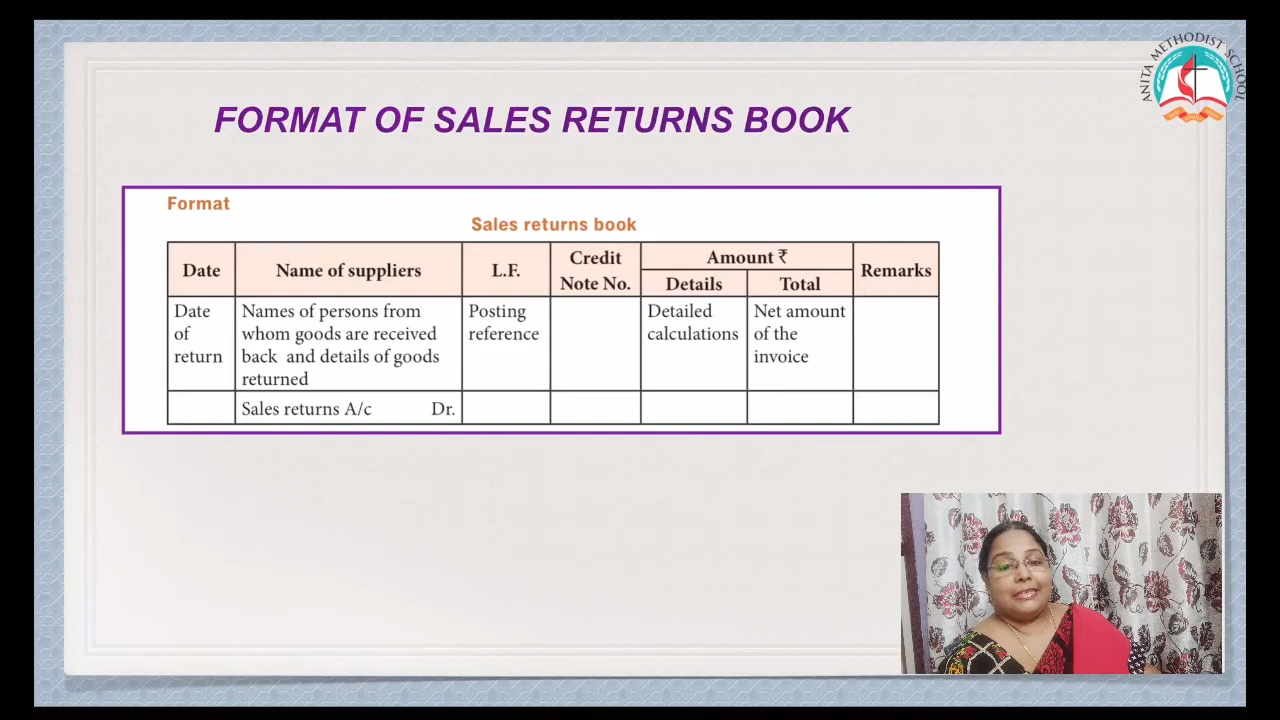 ANITA METHODIST SCHOOL
FORMAT OF SALES RETURNS BOOK
Format
Sales returns book
Date Name of suppliers L.F. Credit Note No. Amount ₹ Remarks
Details Total
Date of return Names of persons from whom goods are received back and details of goods returned Posting reference Detailed calculations Net amount of the invoice
Sales returns A/c Dr.